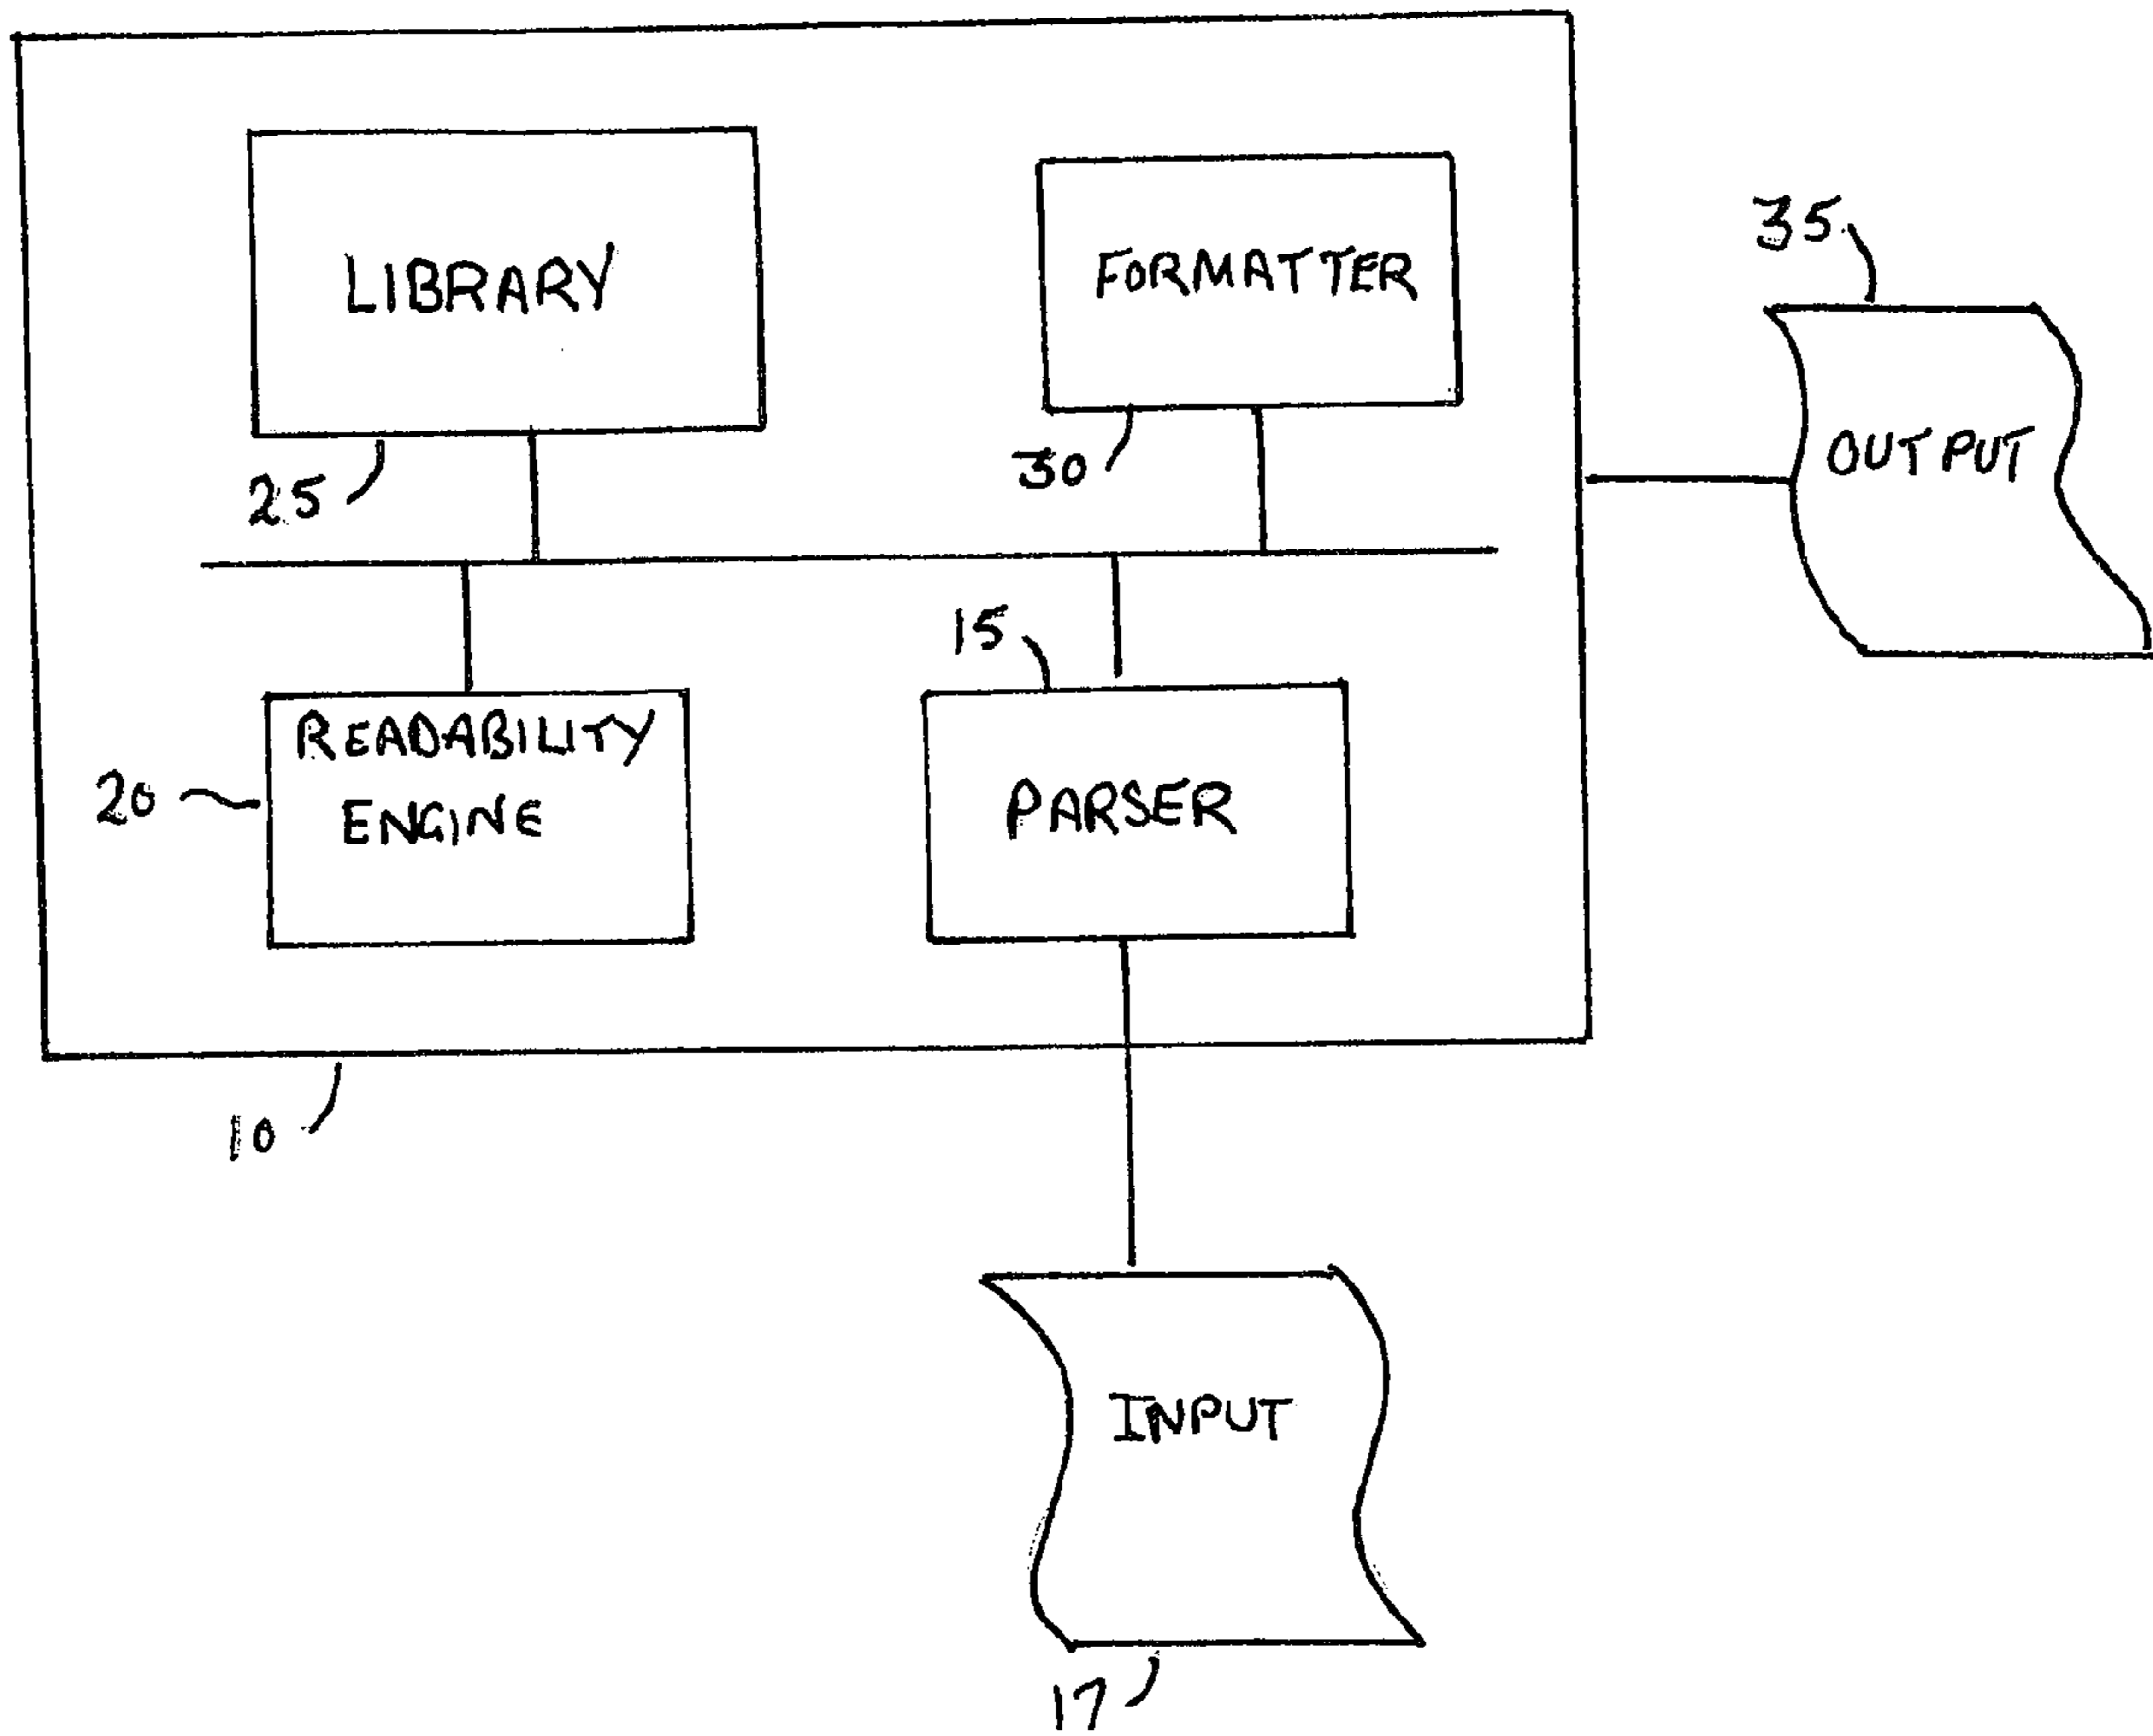 LIBRARY
FORMATTER
35
OUTPUT
25
30
15
READABILITY
ENGINE
20
PARSER
10
INPUT
17